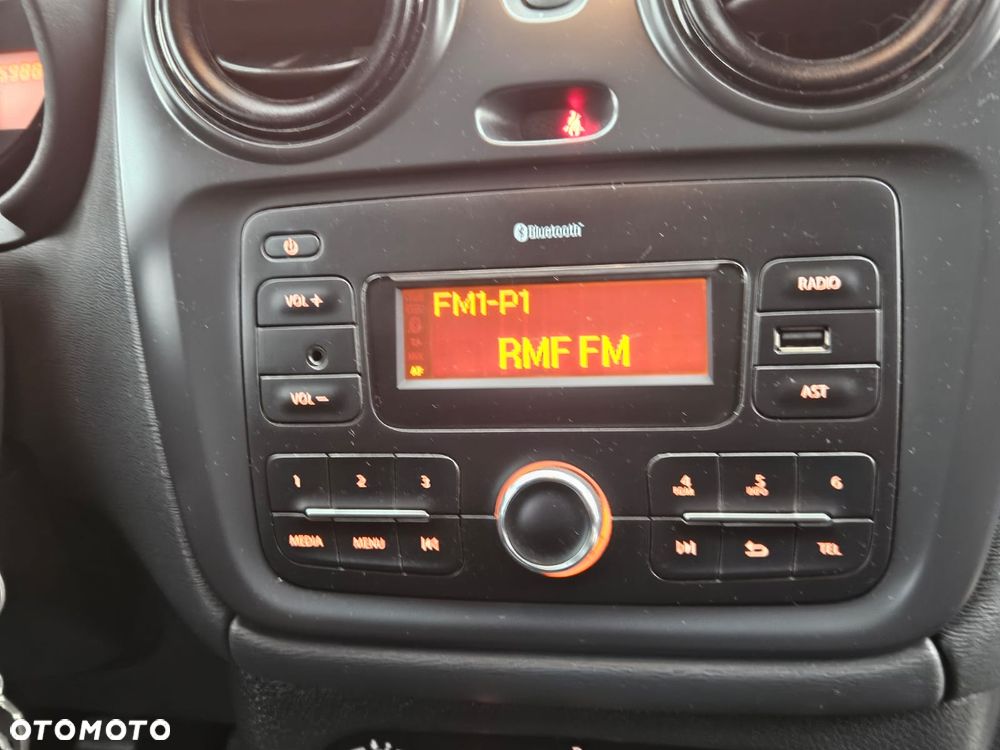 Bluetooth
VOL +
RADIO
FM1-P1
RMF FM
AF
VOL −
AST
1 2 3
4 5 6
MEDIA MENU
TEL
OTOMOTO